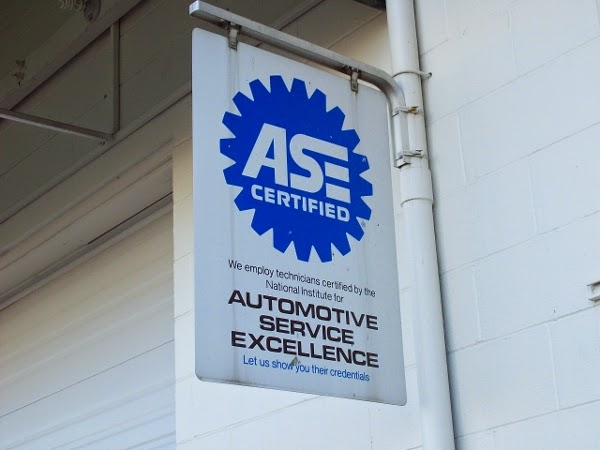 ASE
CERTIFIED
We employ technicians certified by the
National Institute for
AUTOMOTIVE
SERVICE
EXCELLENCE
Let us show you their credentials